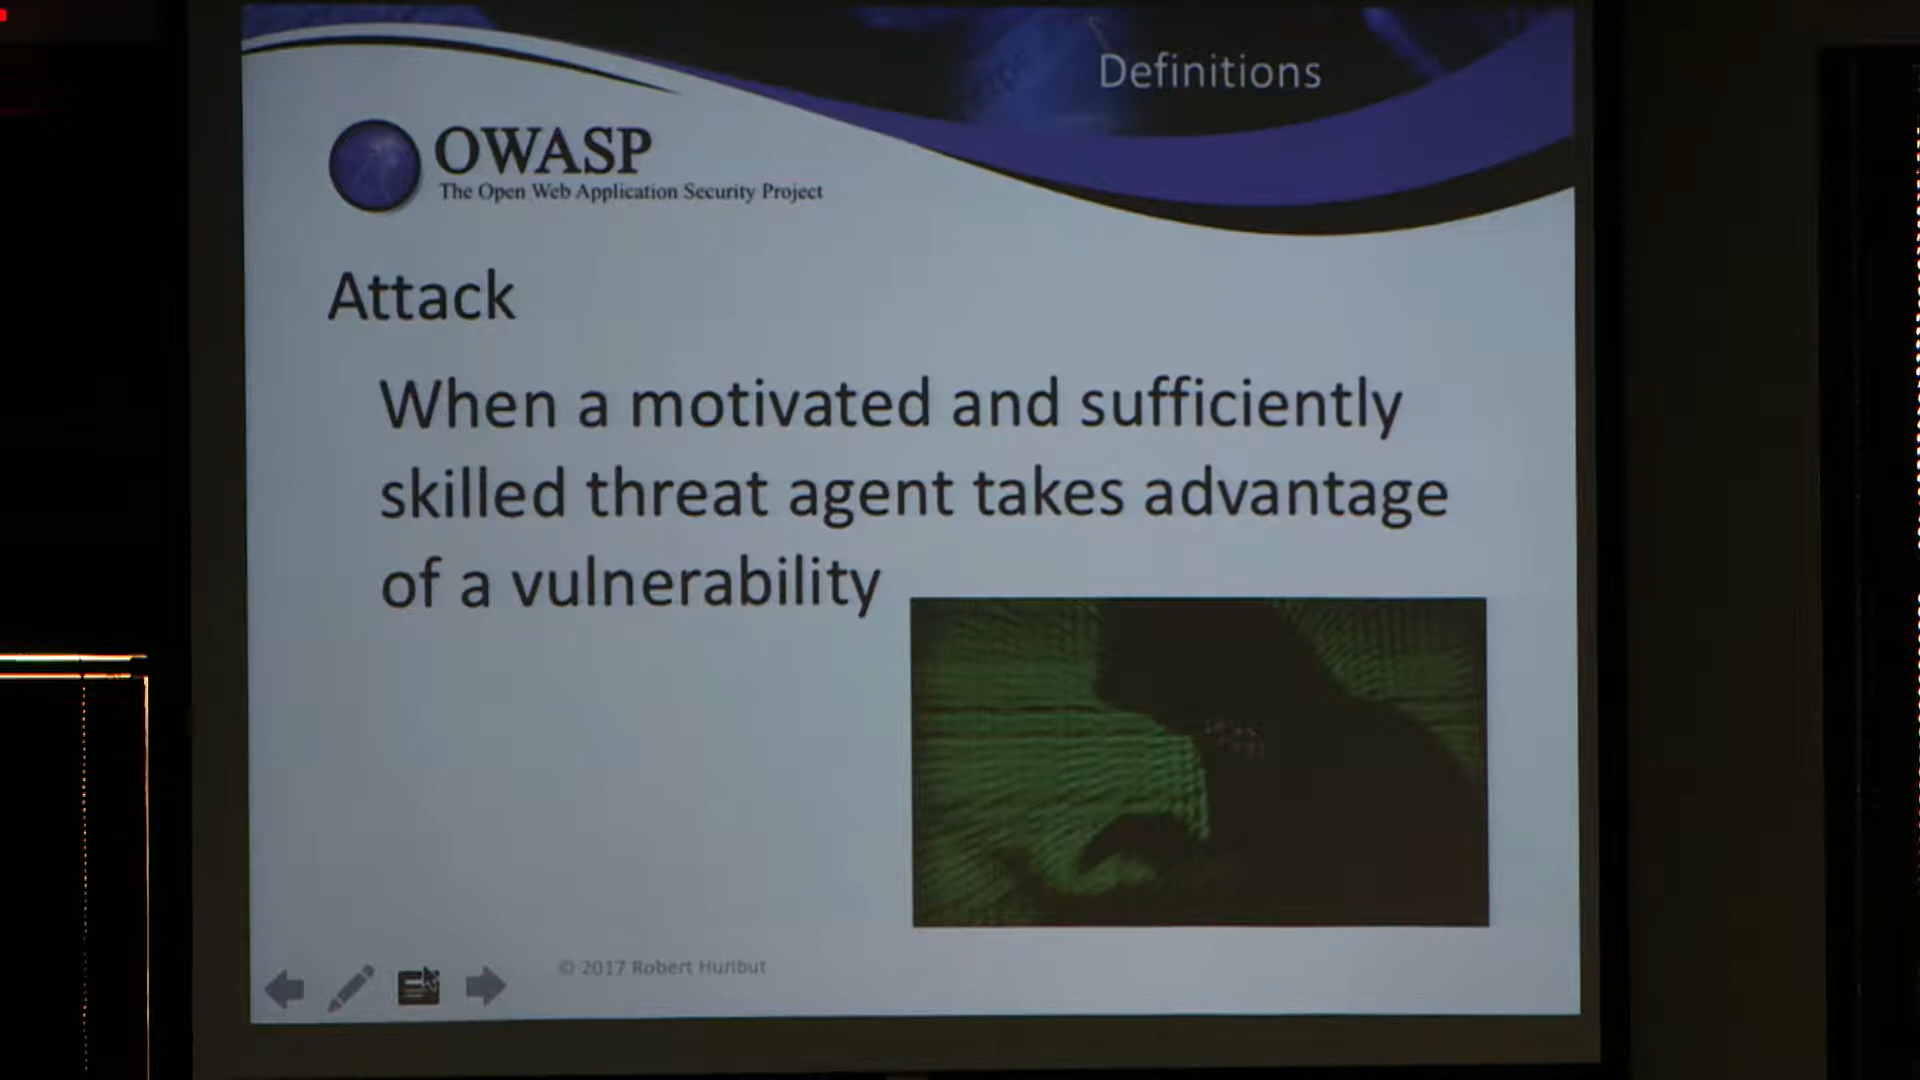 Definitions
OWASP
The Open Web Application Security Project
Attack
When a motivated and sufficiently
skilled threat agent takes advantage
of a vulnerability
© 2017 Robert Hurlbut